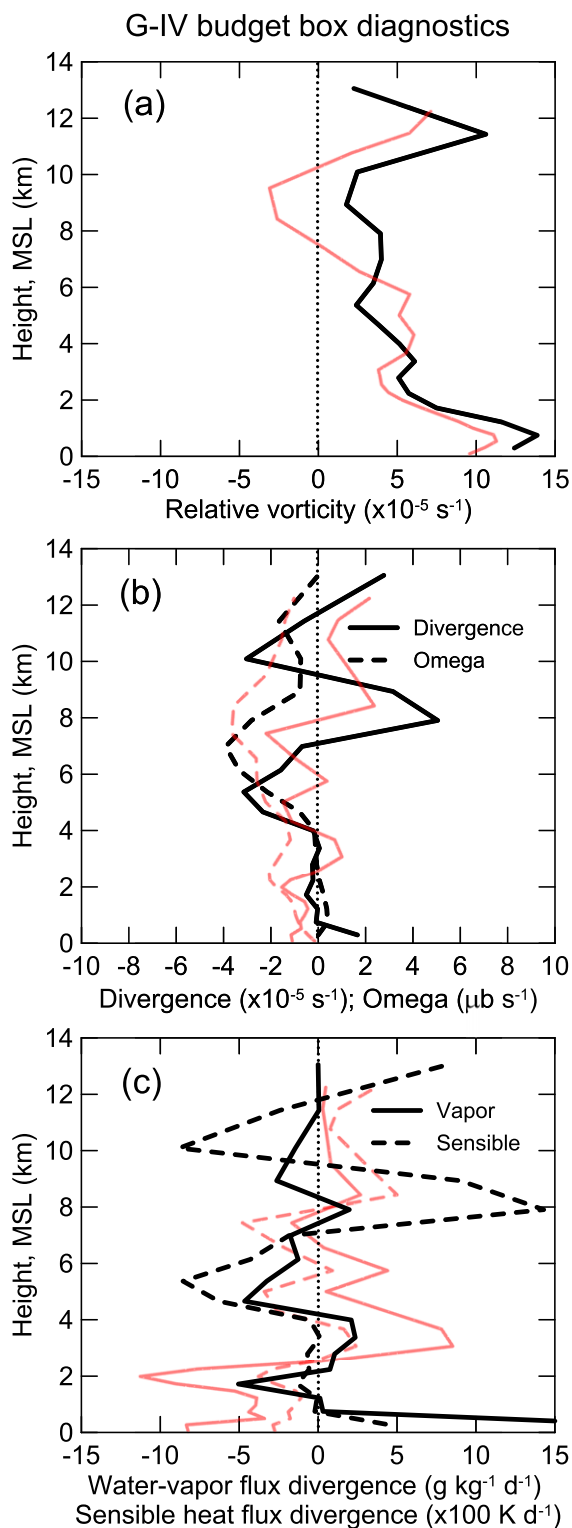 G-IV budget box diagnostics
(a)
Height, MSL (km)
14
12
10
8
6
4
2
0
-15 -10 -5 0 5 10 15
Relative vorticity (x10⁻⁵ s⁻¹)
(b)
Height, MSL (km)
14
12
10
8
6
4
2
0
Divergence
Omega
-10 -8 -6 -4 -2 0 2 4 6 8 10
Divergence (x10⁻⁵ s⁻¹); Omega (μb s⁻¹)
(c)
Height, MSL (km)
14
12
10
8
6
4
2
0
Vapor
Sensible
-15 -10 -5 0 5 10 15
Water-vapor flux divergence (g kg⁻¹ d⁻¹)
Sensible heat flux divergence (x100 K d⁻¹)